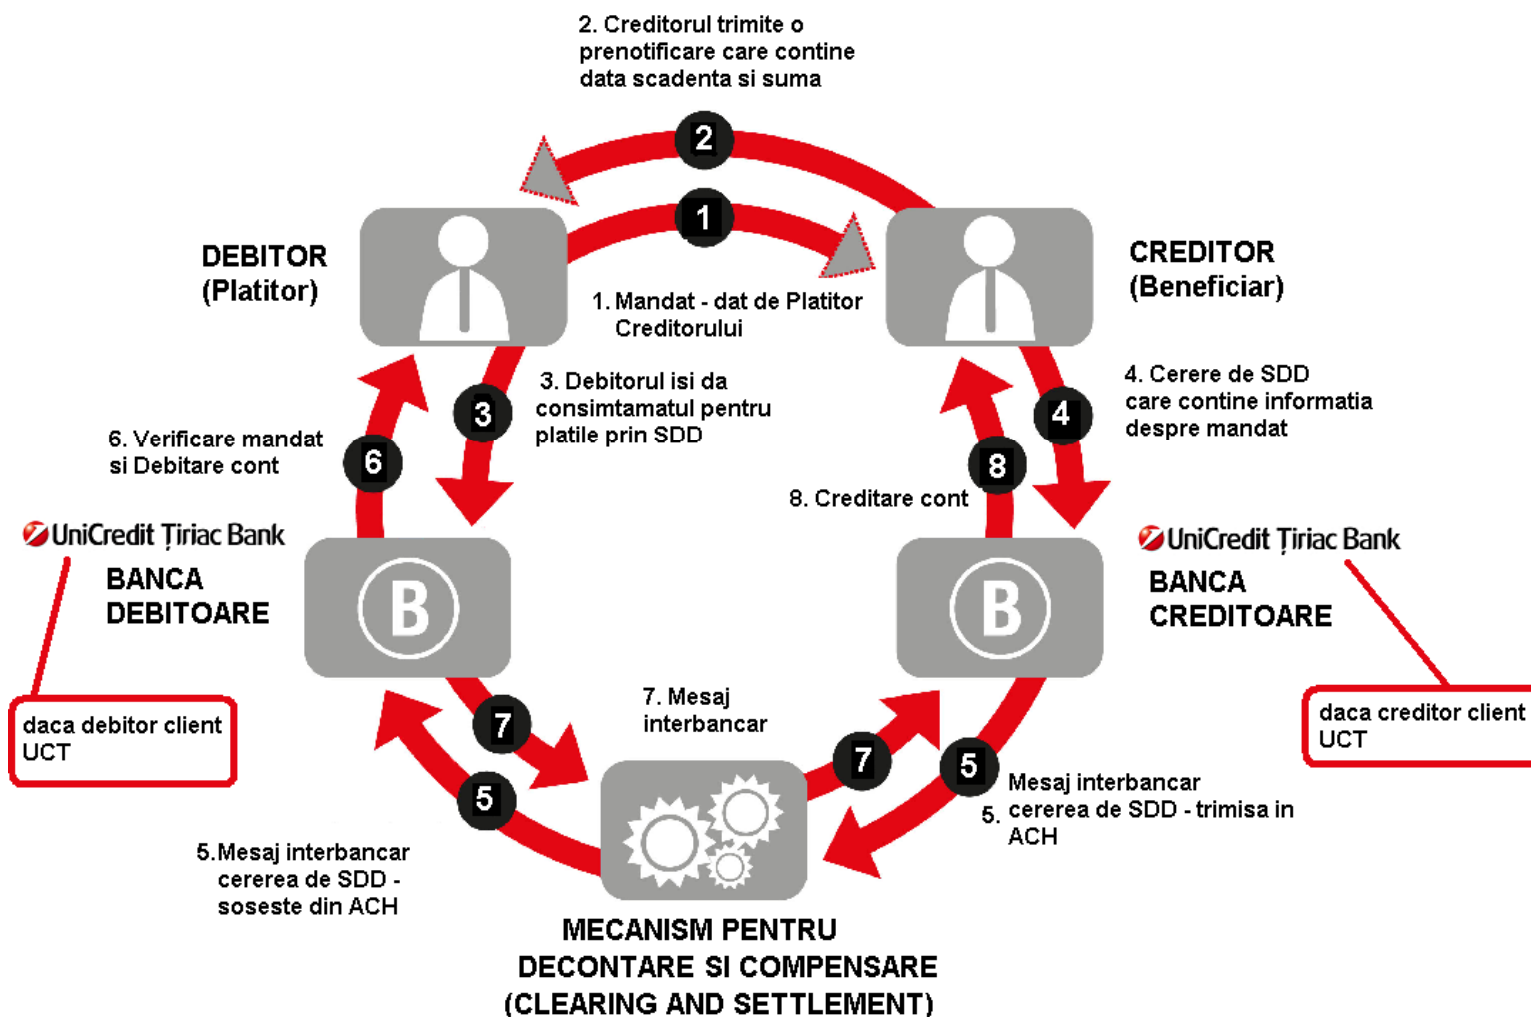 2. Creditorul trimite o
prenotificare care contine
data scadenta si suma
2
1
DEBITOR
(Platitor)
CREDITOR
(Beneficiar)
1. Mandat - dat de Platitor
Creditorului
3. Debitorul isi da
consimtamatul pentru
platile prin SDD
3
4. Cerere de SDD
care contine informatia
despre mandat
4
6. Verificare mandat
si Debitare cont
6
8
8. Creditare cont
UniCredit Țiriac Bank
BANCA
DEBITOARE
B
B
UniCredit Țiriac Bank
BANCA
CREDITOARE
daca debitor client
UCT
daca creditor client
UCT
7. Mesaj
interbancar
7
7
5
5
Mesaj interbancar
5. cererea de SDD - trimisa in
ACH
5.Mesaj interbancar
cererea de SDD -
soseste din ACH
MECANISM PENTRU
DECONTARE SI COMPENSARE
(CLEARING AND SETTLEMENT)